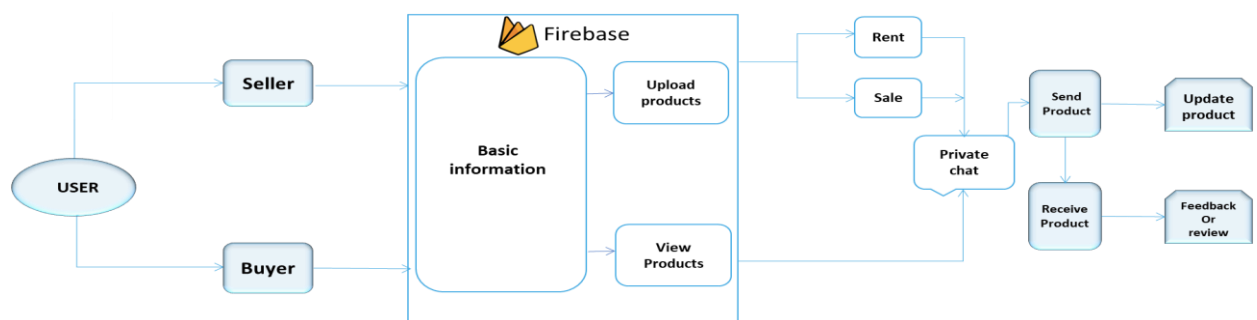 Firebase
USER
Seller
Buyer
Basic
information
Upload
products
View
Products
Rent
Sale
Private
chat
Send
Product
Receive
Product
Update
product
Feedback
Or
review